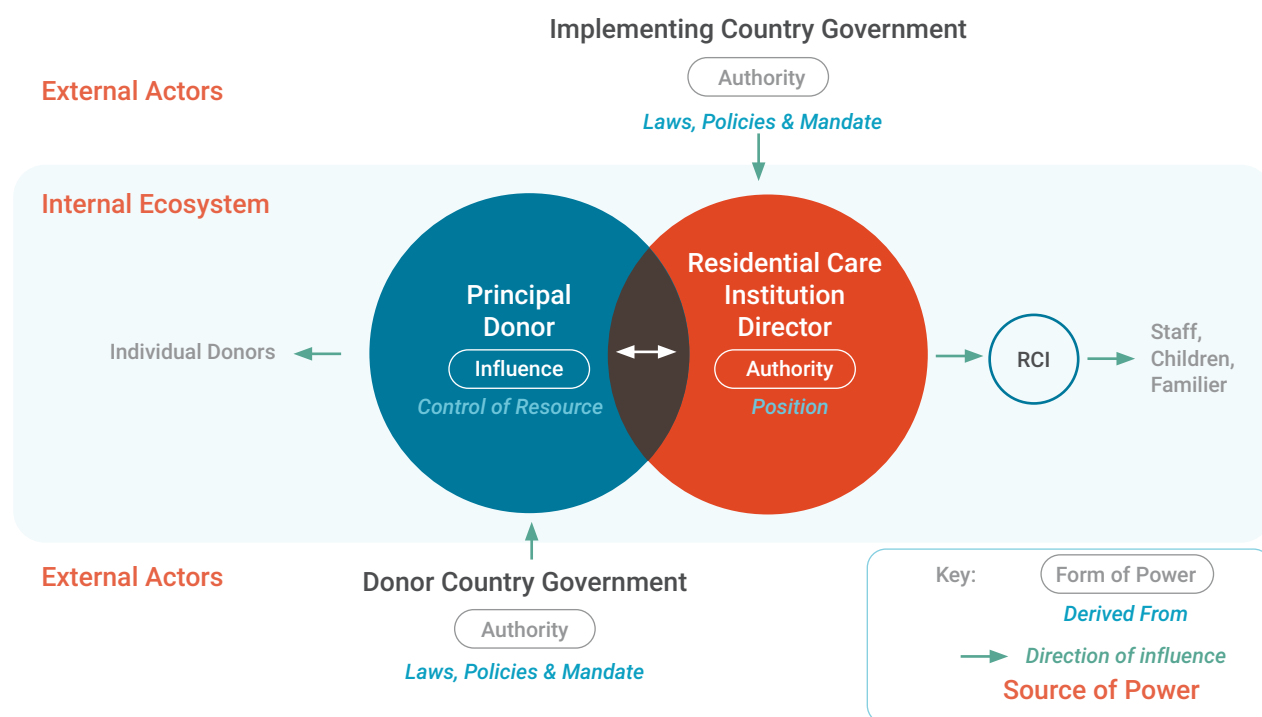 Implementing Country Government
Authority
Laws, Policies & Mandate
External Actors
Internal Ecosystem
Principal
Donor
Influence
Control of Resource
Residential Care
Institution
Director
Authority
Position
Individual Donors
RCI
Staff,
Children,
Familier
External Actors
Donor Country Government
Authority
Laws, Policies & Mandate
Key:
Form of Power
Derived From
Direction of influence
Source of Power